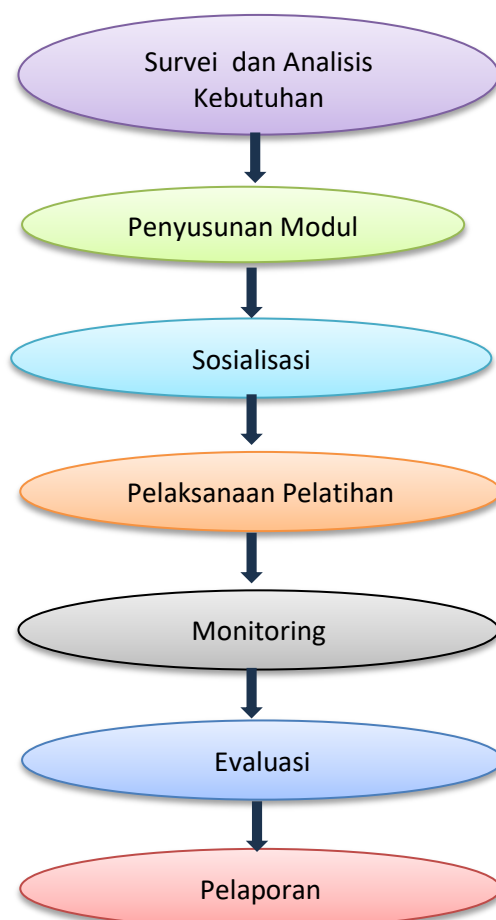 Survei  dan Analisis
Kebutuhan
Penyusunan Modul
Sosialisasi
Pelaksanaan Pelatihan
Monitoring
Evaluasi
Pelaporan